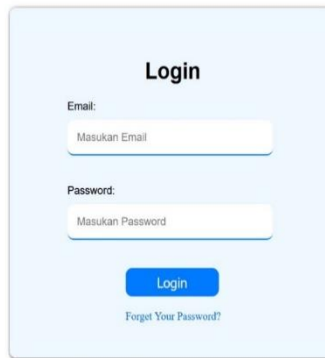 Login
Email:
Masukan Email
Password:
Masukan Password
Login
Forget Your Password?